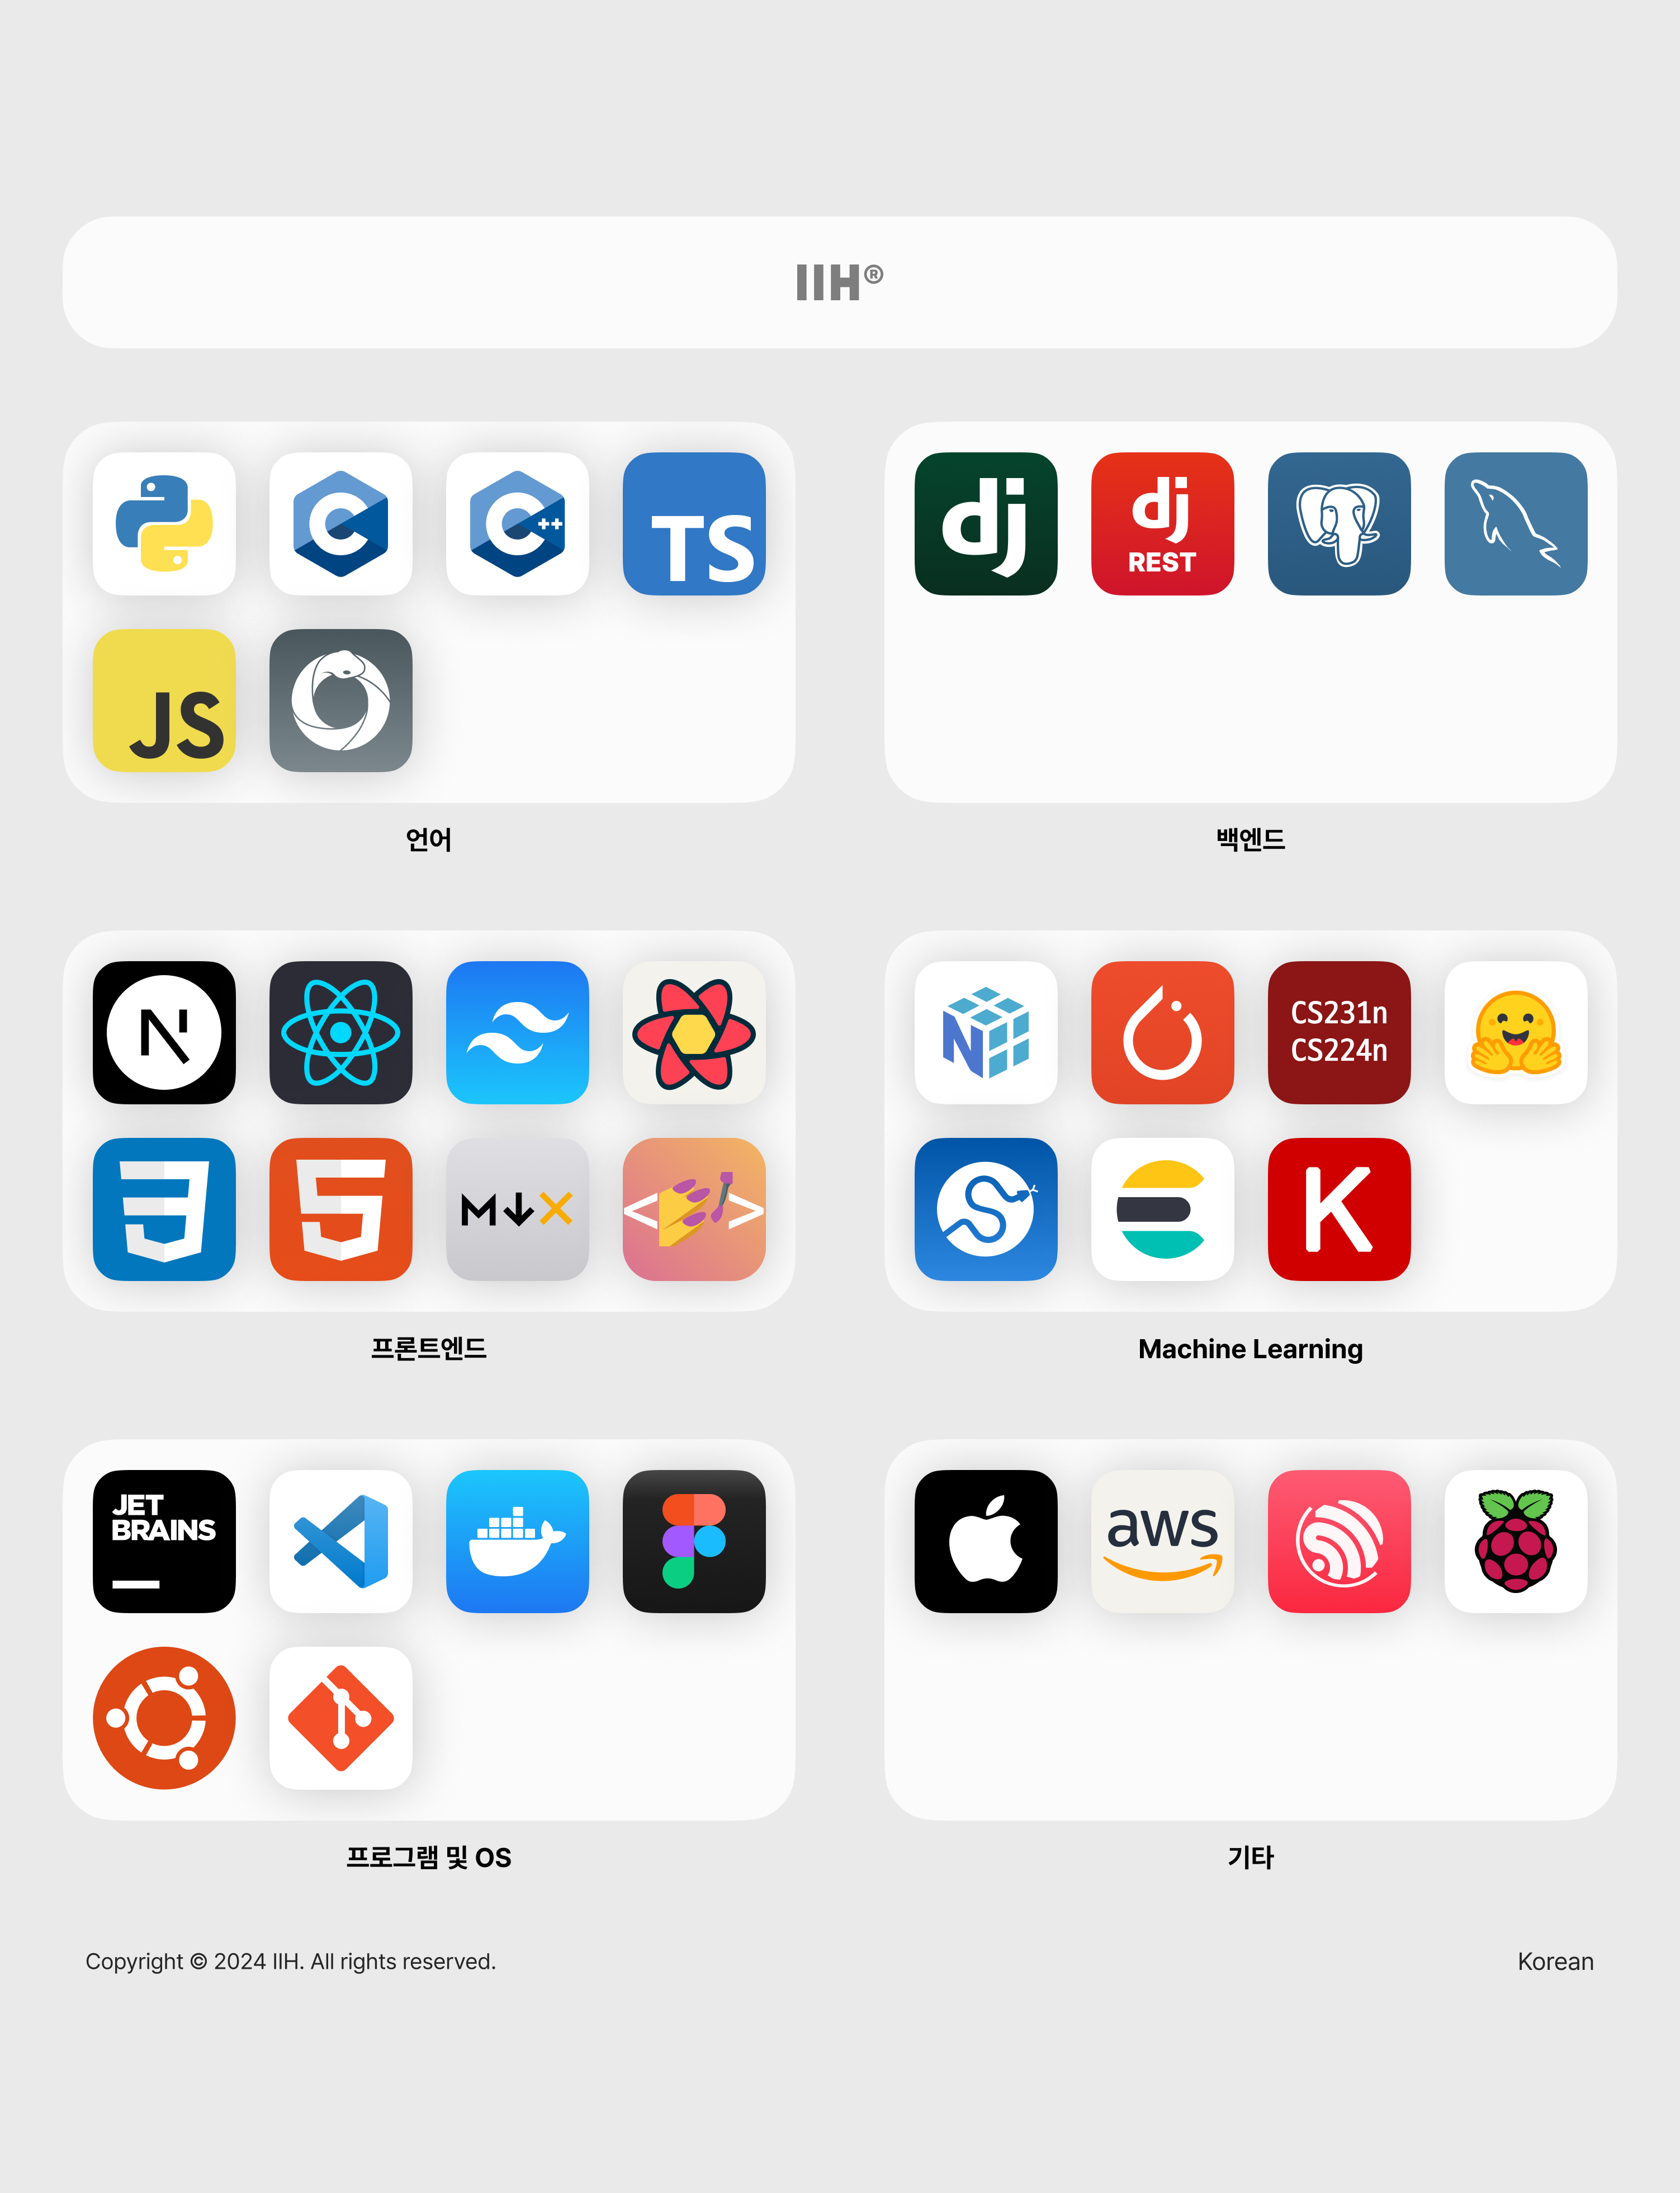 IIH®
TS
dj
dj
REST
JS
언어
백엔드
N
CS231n
CS224n
M↓X
K
프론트엔드
Machine Learning
JET
BRAINS
aws
프로그램 및 OS
기타
Copyright © 2024 IIH. All rights reserved.
Korean